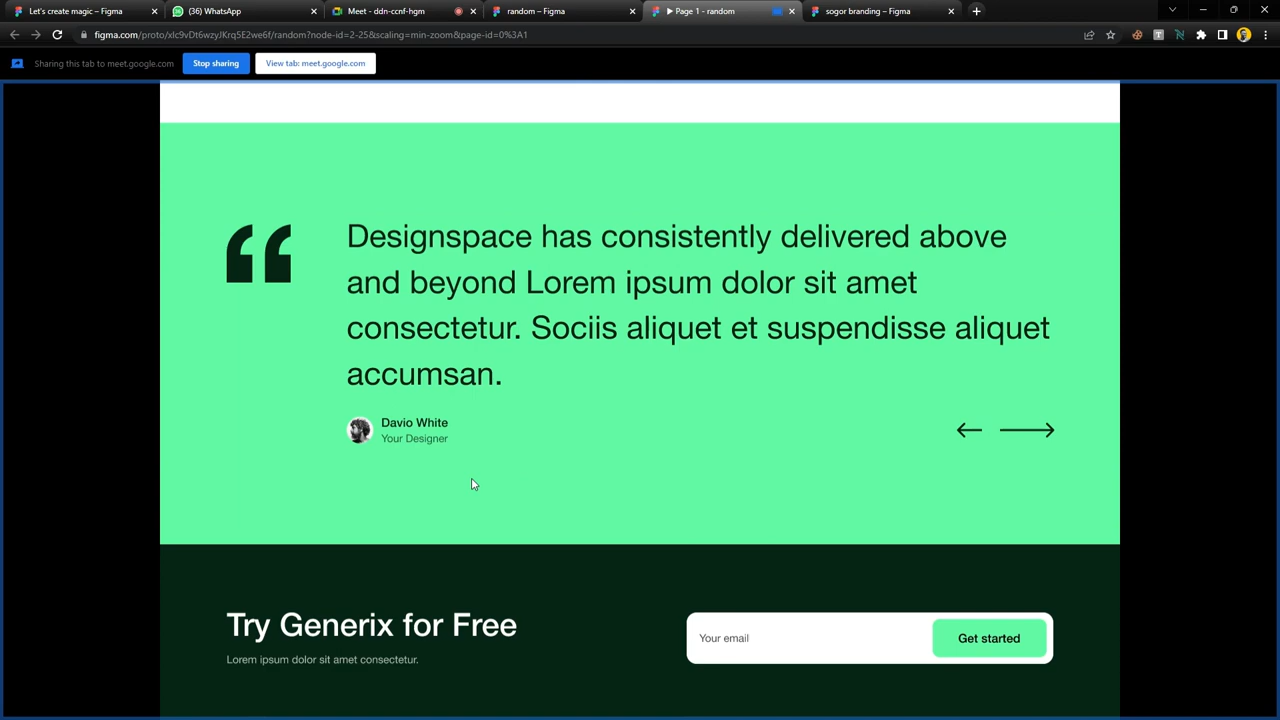 Let's create magic – Figma
(36) WhatsApp
Meet - ddn-ccnf-hgm
random – Figma
Page 1 - random
sogor branding – Figma
figma.com/proto/xlc9vDt6wzyJKrq5E2we6f/random?node-id=2-25&scaling=min-zoom&page-id=0%3A1
Sharing this tab to meet.google.com
Stop sharing
View tab: meet.google.com
Designspace has consistently delivered above
and beyond Lorem ipsum dolor sit amet
consectetur. Sociis aliquet et suspendisse aliquet
accumsan.
Davio White
Your Designer
Try Generix for Free
Lorem ipsum dolor sit amet consectetur.
Your email
Get started